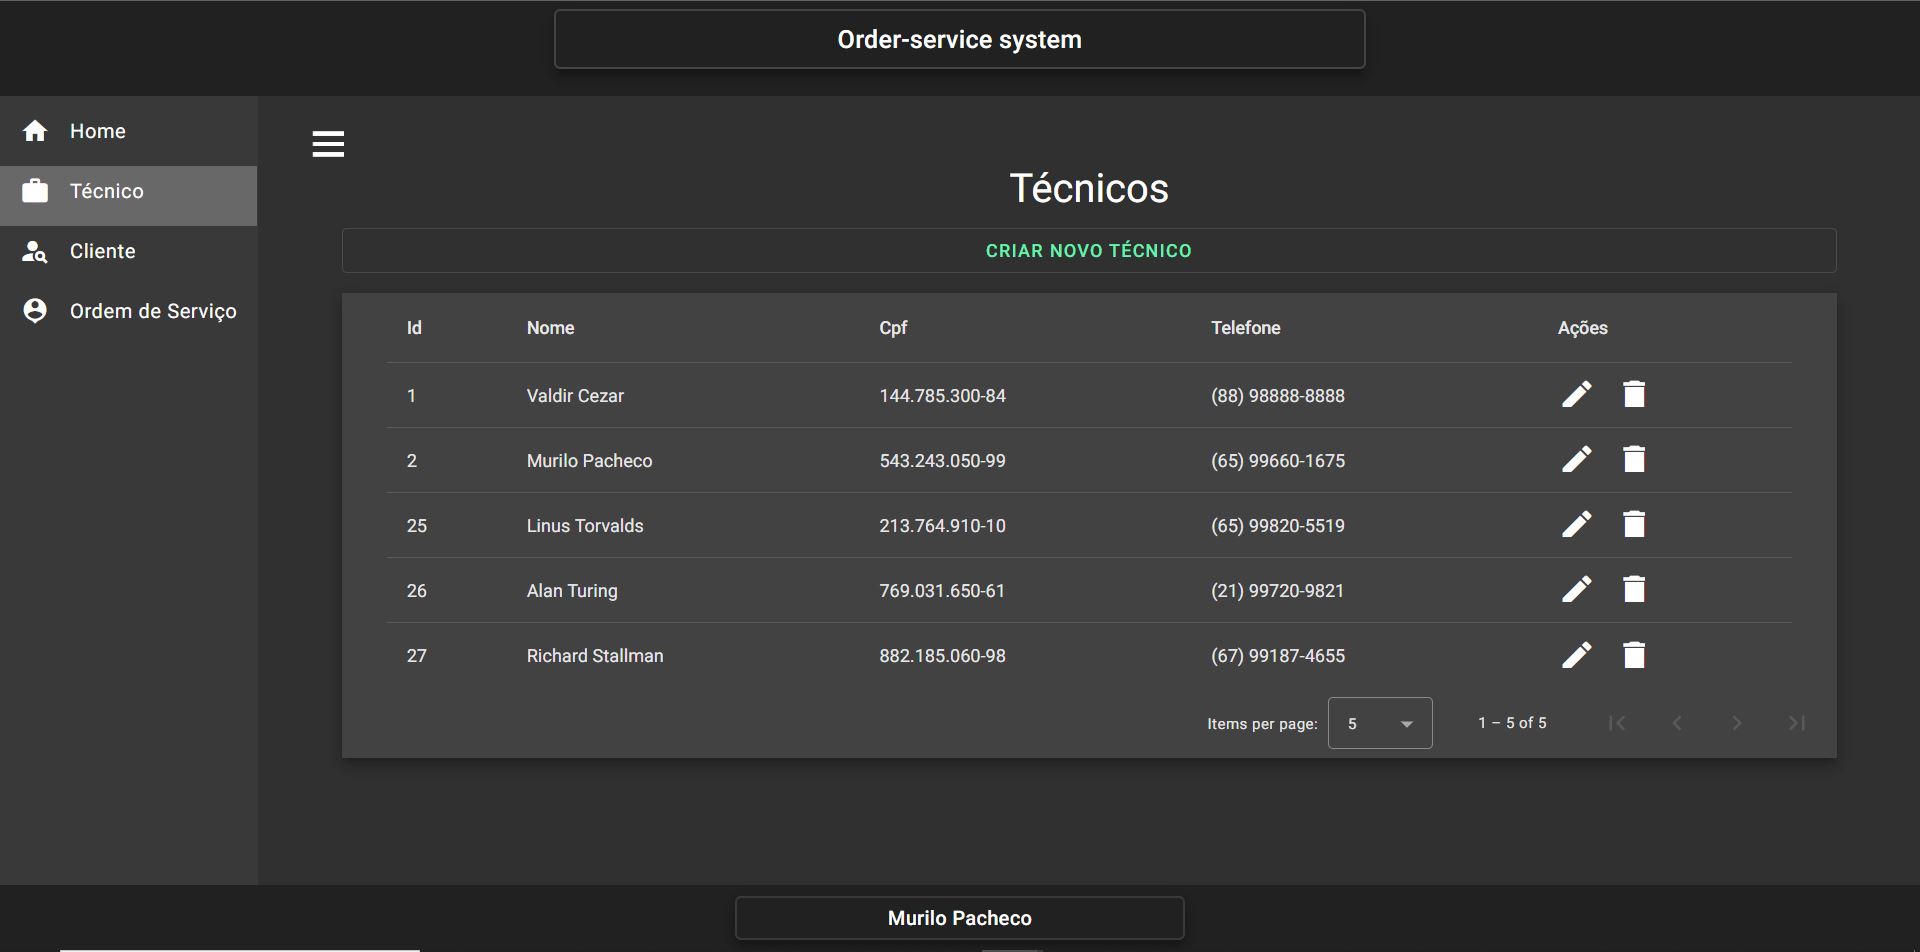 Order-service system
Home
Técnico
Cliente
Ordem de Serviço
Técnicos
CRIAR NOVO TÉCNICO
Id Nome Cpf Telefone Ações
1 Valdir Cezar 144.785.300-84 (88) 98888-8888
2 Murilo Pacheco 543.243.050-99 (65) 99660-1675
25 Linus Torvalds 213.764.910-10 (65) 99820-5519
26 Alan Turing 769.031.650-61 (21) 99720-9821
27 Richard Stallman 882.185.060-98 (67) 99187-4655
Items per page: 5 1 – 5 of 5
Murilo Pacheco